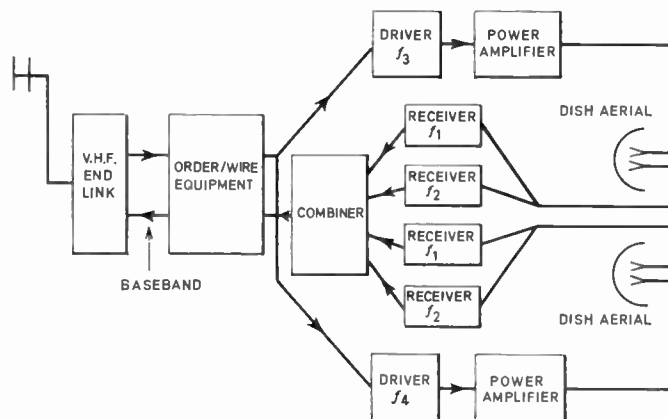 DRIVER
f3
POWER
AMPLIFIER
V.H.F.
END
LINK
ORDER/WIRE
EQUIPMENT
BASEBAND
COMBINER
RECEIVER
f1
RECEIVER
f2
RECEIVER
f1
RECEIVER
f2
DISH AERIAL
DISH AERIAL
DRIVER
f4
POWER
AMPLIFIER